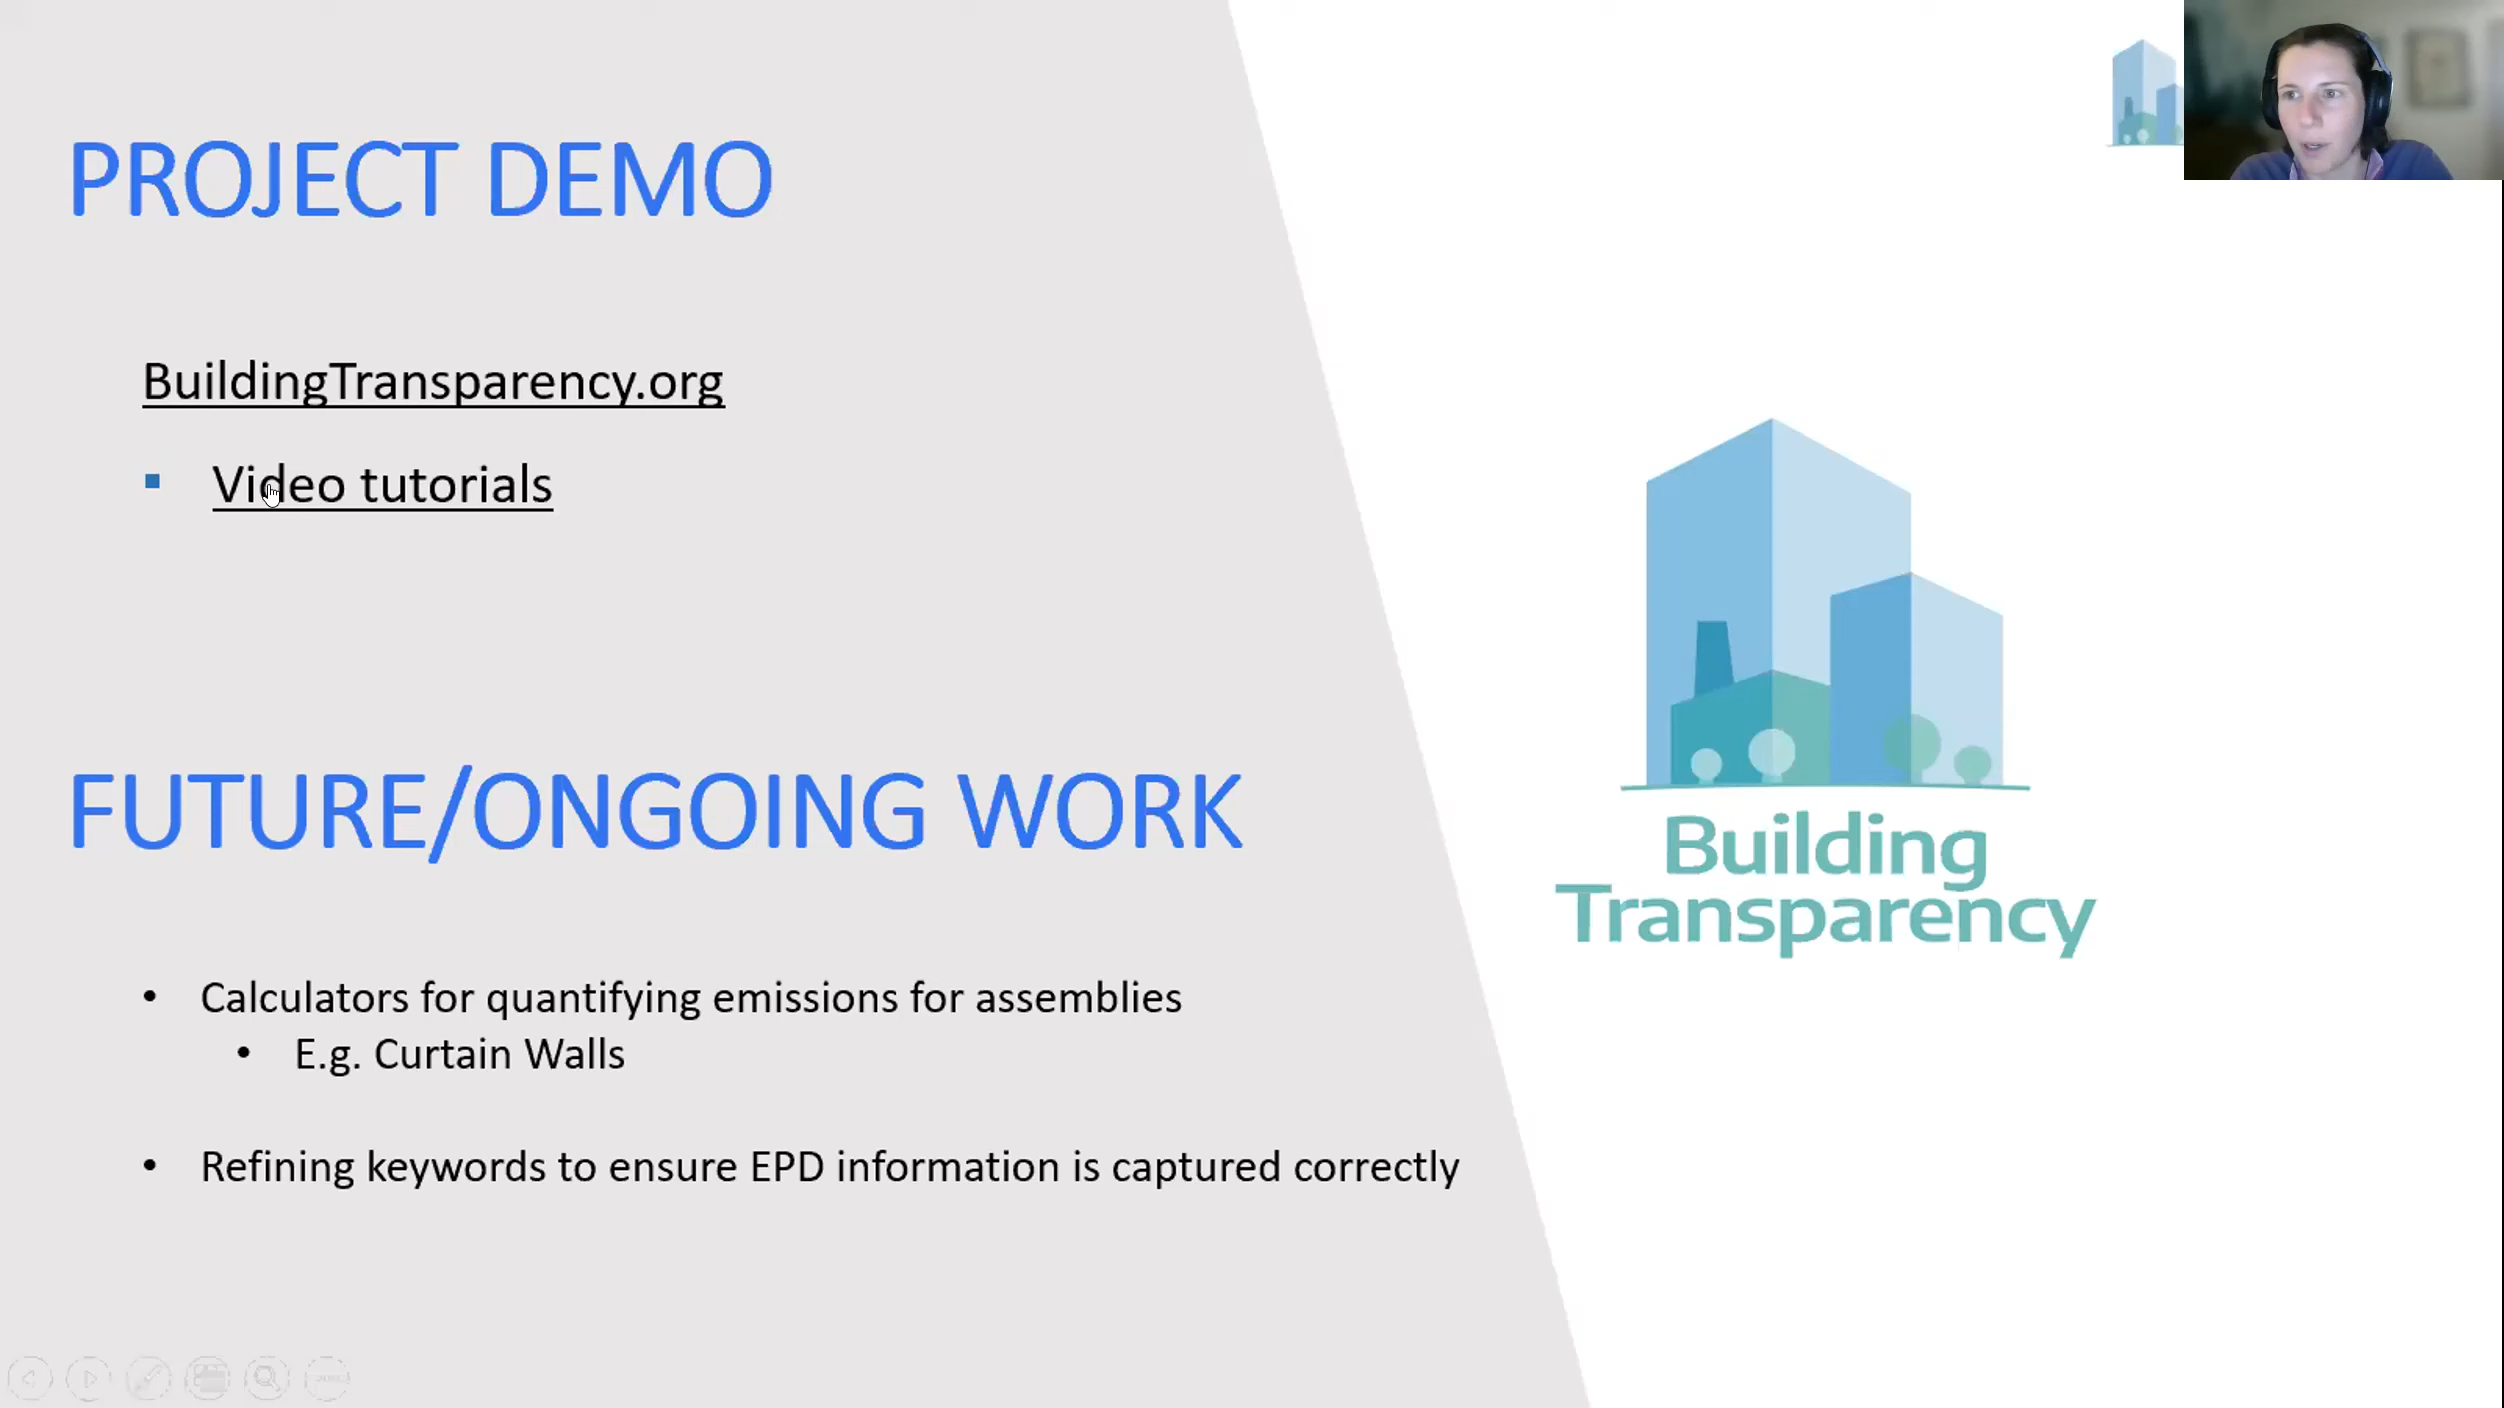 PROJECT DEMO
BuildingTransparency.org
Video tutorials
FUTURE/ONGOING WORK
Calculators for quantifying emissions for assemblies
E.g. Curtain Walls
Refining keywords to ensure EPD information is captured correctly
Building
Transparency